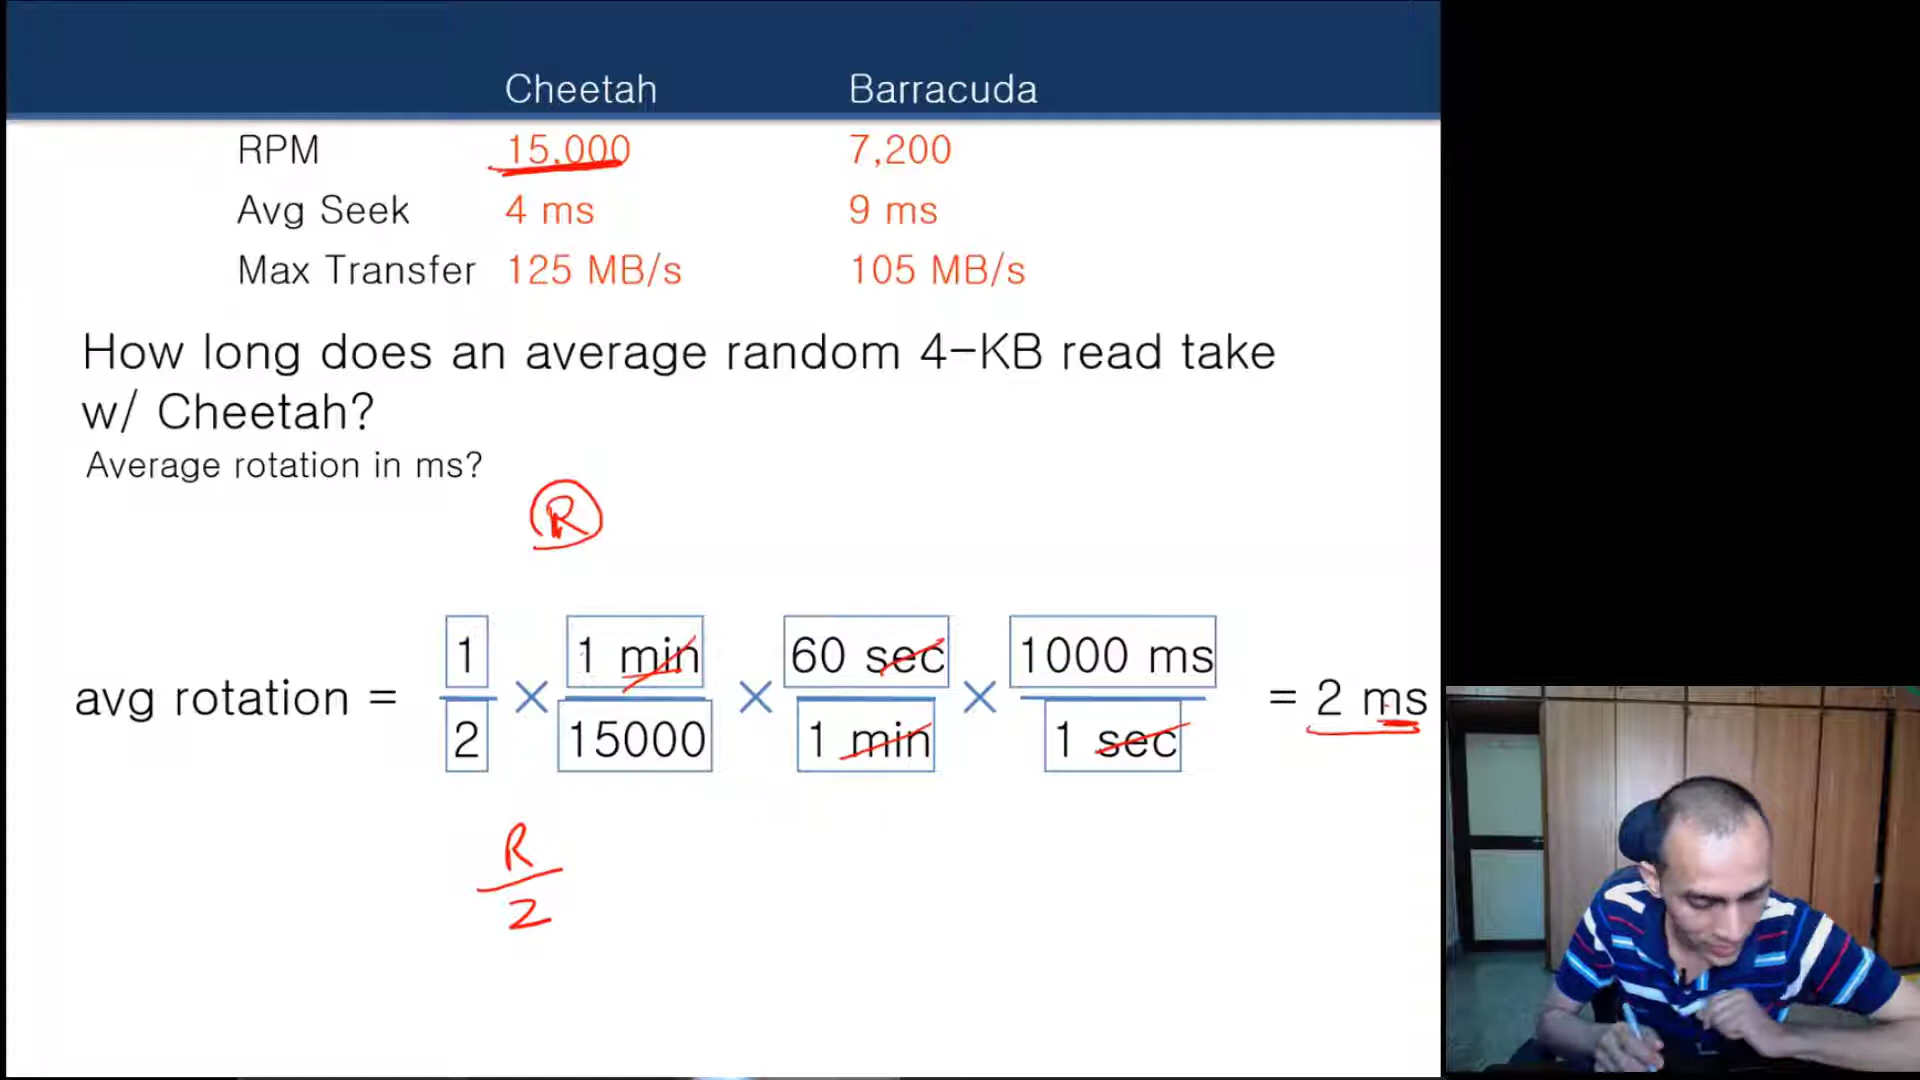 Cheetah Barracuda
RPM 15,000 7,200
Avg Seek 4 ms 9 ms
Max Transfer 125 MB/s 105 MB/s
How long does an average random 4-KB read take
w/ Cheetah?
Average rotation in ms?
R
1 1 min 60 sec 1000 ms
avg rotation = × × × = 2 ms
2 15000 1 min 1 sec
R
2